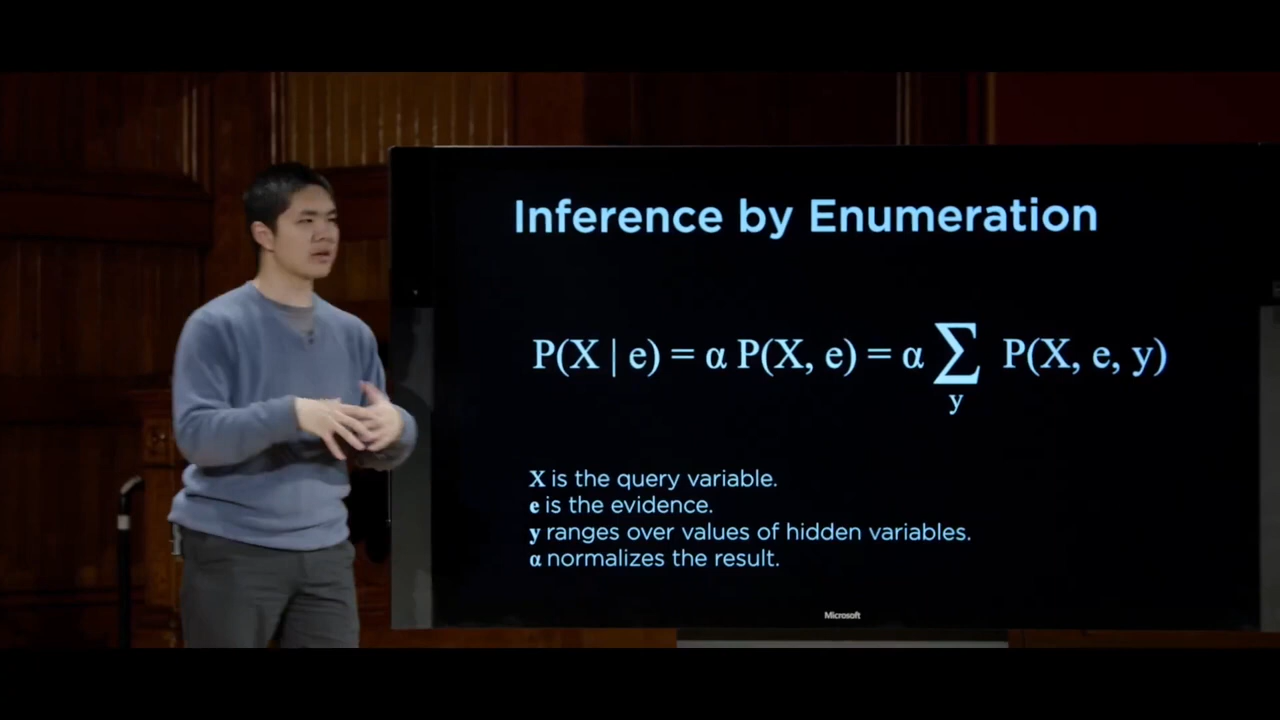 Inference by Enumeration
P(X | e) = α P(X, e) = α ∑ P(X, e, y)
y
X is the query variable.
e is the evidence.
y ranges over values of hidden variables.
α normalizes the result.
Microsoft